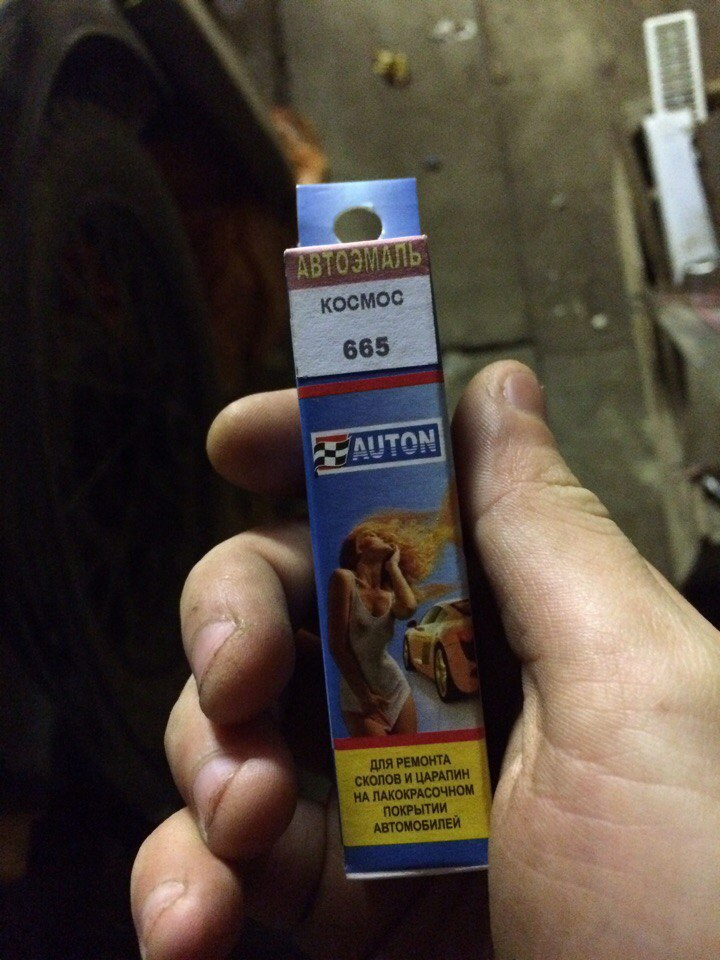 АВТОЭМАЛЬ
КОСМОС
665
AUTON
ДЛЯ РЕМОНТА
СКОЛОВ И ЦАРАПИН
НА ЛАКОКРАСОЧНОМ
ПОКРЫТИИ
АВТОМОБИЛЕЙ